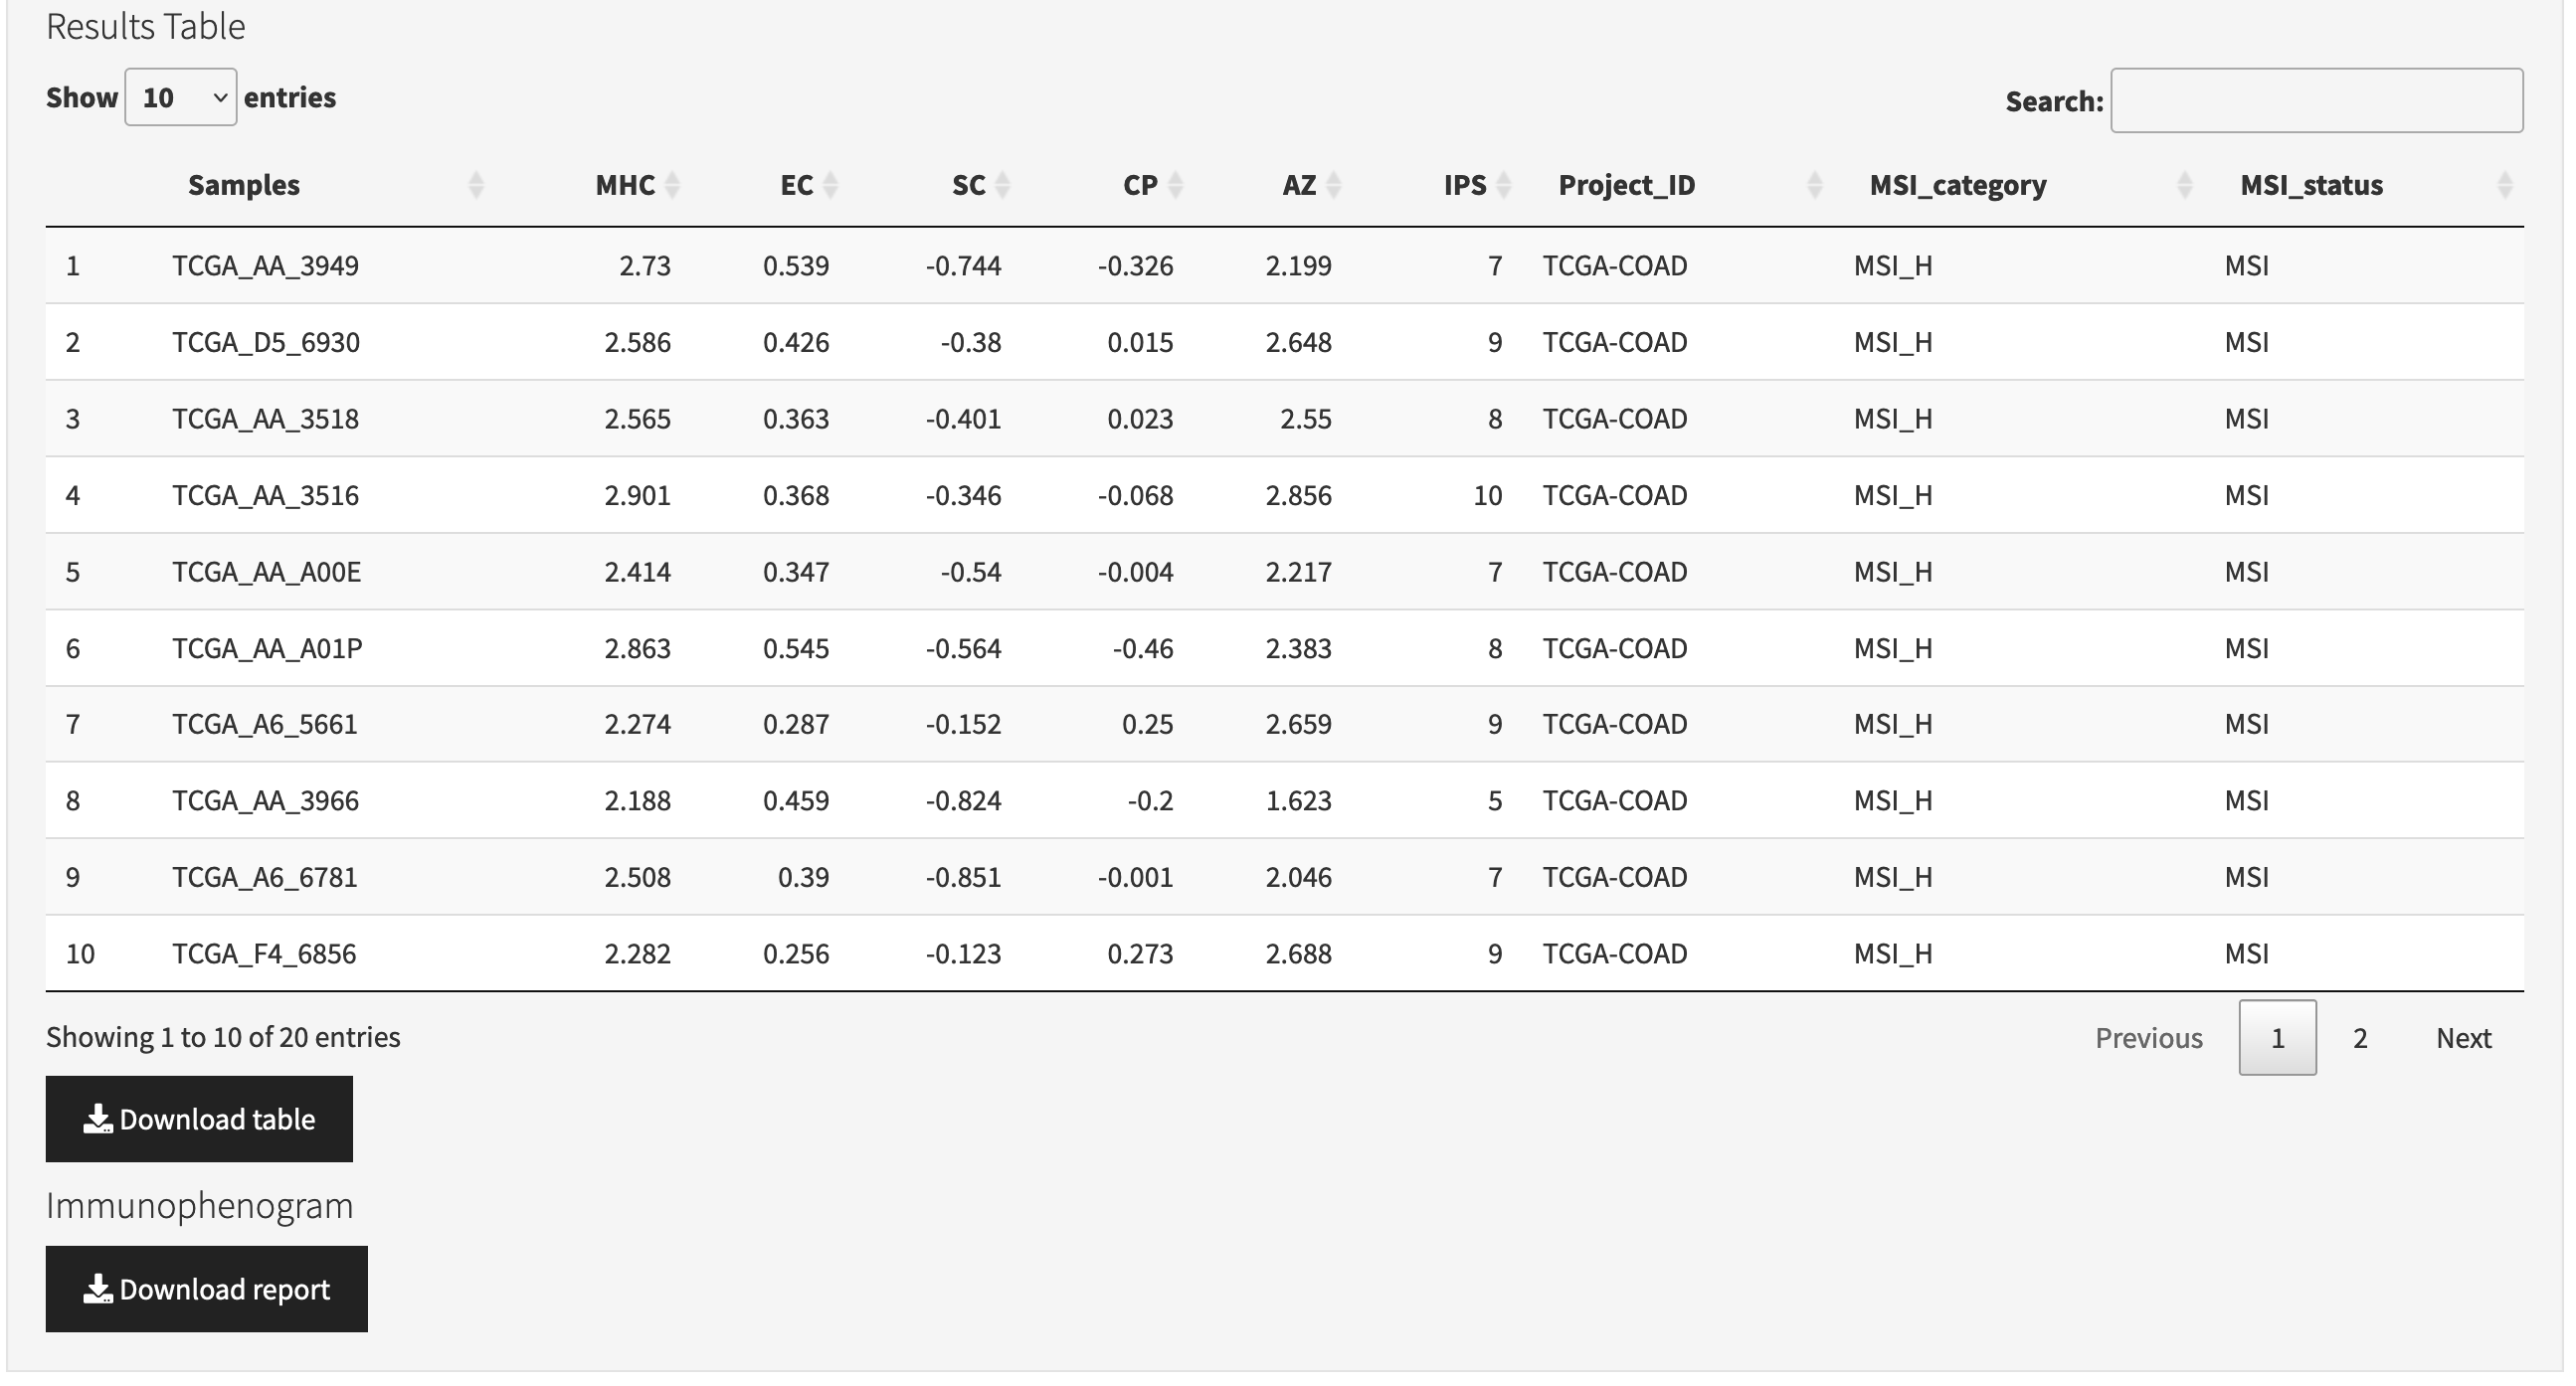 Results Table
Show 10 entries Search:
Samples MHC EC SC CP AZ IPS Project_ID MSI_category MSI_status
1 TCGA_AA_3949 2.73 0.539 -0.744 -0.326 2.199 7 TCGA-COAD MSI_H MSI
2 TCGA_D5_6930 2.586 0.426 -0.38 0.015 2.648 9 TCGA-COAD MSI_H MSI
3 TCGA_AA_3518 2.565 0.363 -0.401 0.023 2.55 8 TCGA-COAD MSI_H MSI
4 TCGA_AA_3516 2.901 0.368 -0.346 -0.068 2.856 10 TCGA-COAD MSI_H MSI
5 TCGA_AA_A00E 2.414 0.347 -0.54 -0.004 2.217 7 TCGA-COAD MSI_H MSI
6 TCGA_AA_A01P 2.863 0.545 -0.564 -0.46 2.383 8 TCGA-COAD MSI_H MSI
7 TCGA_A6_5661 2.274 0.287 -0.152 0.25 2.659 9 TCGA-COAD MSI_H MSI
8 TCGA_AA_3966 2.188 0.459 -0.824 -0.2 1.623 5 TCGA-COAD MSI_H MSI
9 TCGA_A6_6781 2.508 0.39 -0.851 -0.001 2.046 7 TCGA-COAD MSI_H MSI
10 TCGA_F4_6856 2.282 0.256 -0.123 0.273 2.688 9 TCGA-COAD MSI_H MSI
Showing 1 to 10 of 20 entries Previous 1 2 Next
Download table
Immunophenogram
Download report